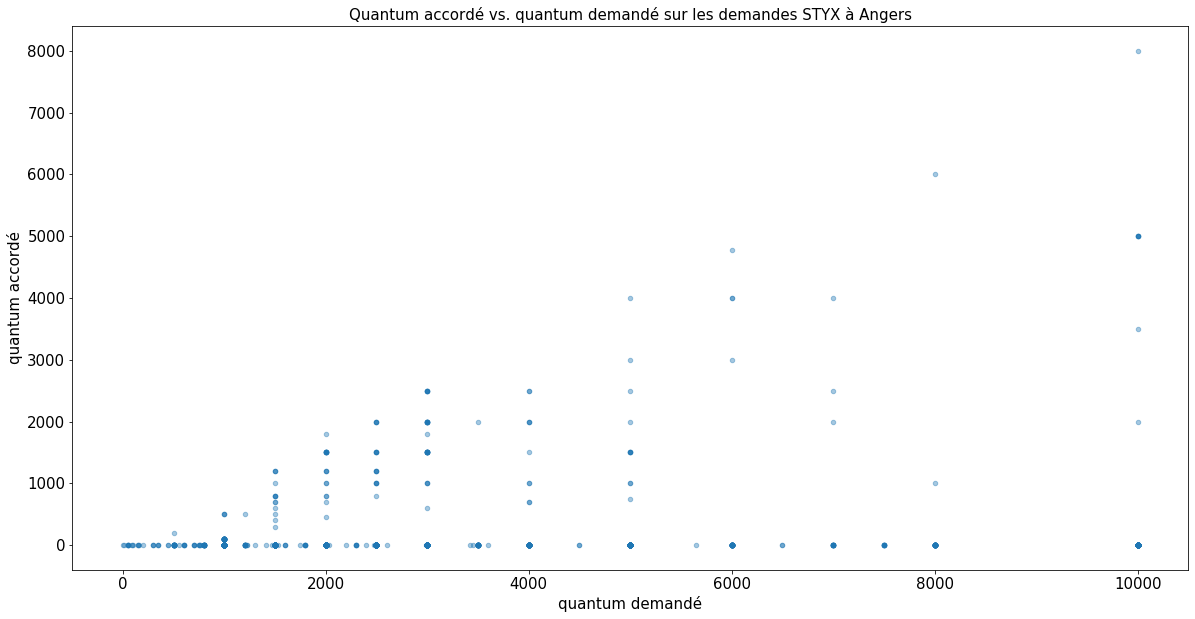 Quantum accordé vs. quantum demandé sur les demandes STYX à Angers
8000
7000
6000
5000
4000
3000
2000
1000
0
quantum accordé
0 2000 4000 6000 8000 10000
quantum demandé